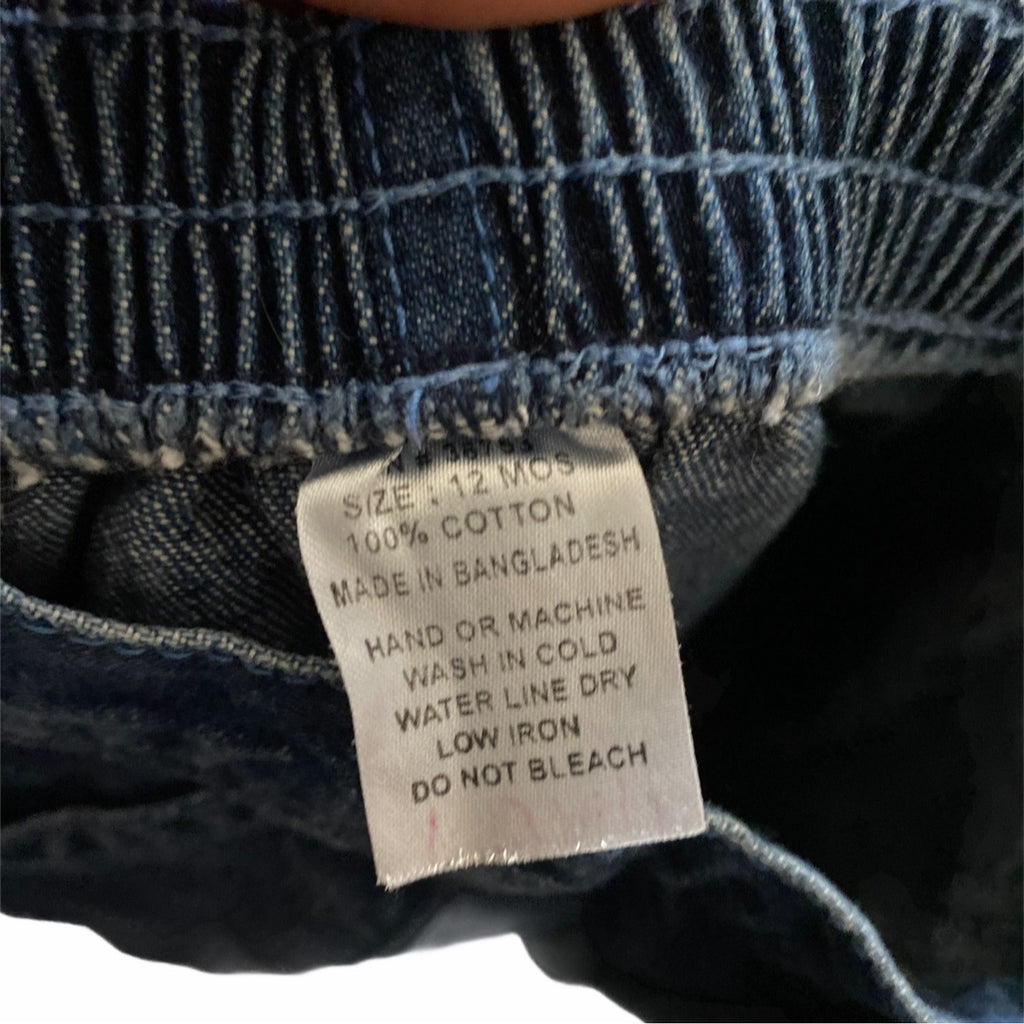 SIZE : 12 MOS
100% COTTON
MADE IN BANGLADESH
HAND OR MACHINE
WASH IN COLD
WATER LINE DRY
LOW IRON
DO NOT BLEACH